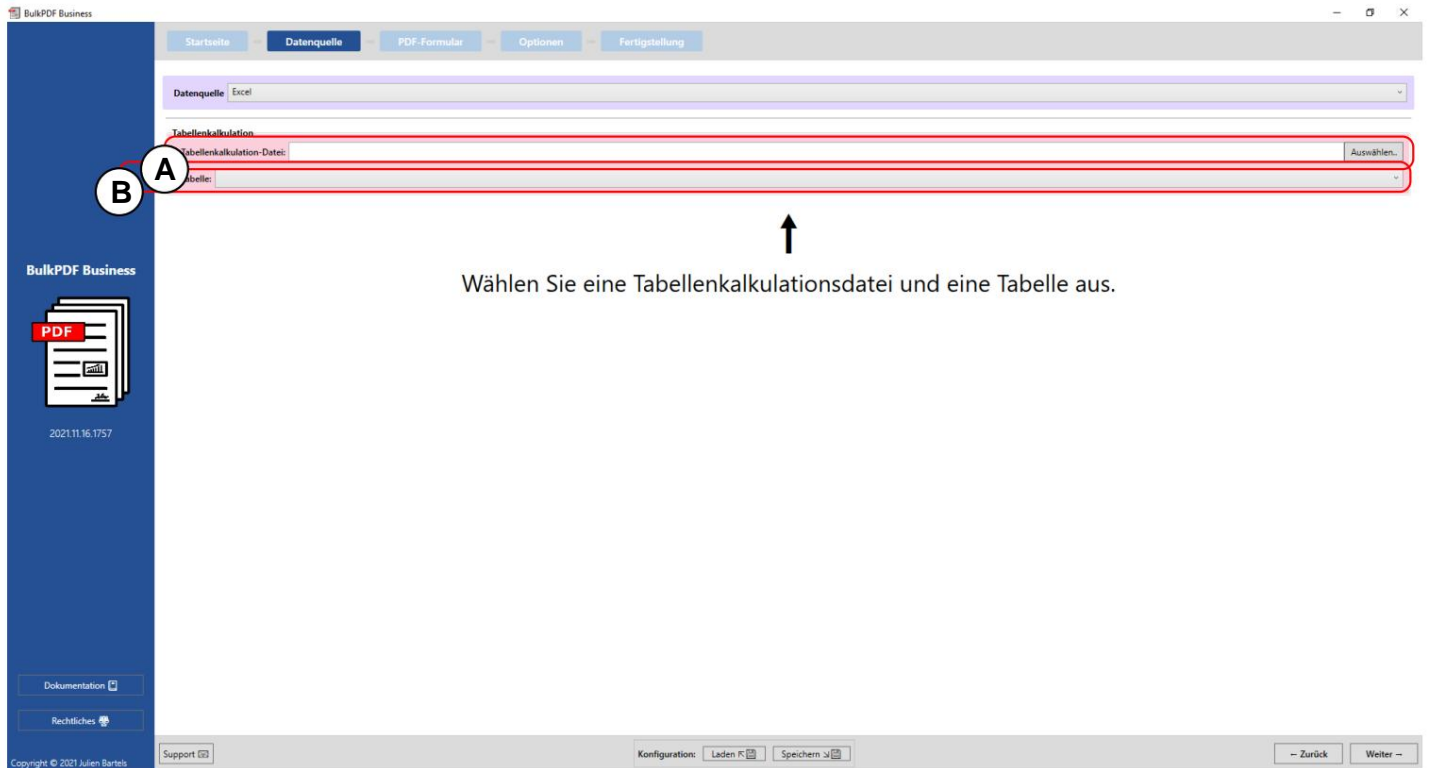 BulkPDF Business
Startseite
Datenquelle
PDF-Formular
Optionen
Fertigstellung
Datenquelle Excel
Tabellenkalkulation
Tabellenkalkulation-Datei: Auswählen..
A
abelle:
B
Wählen Sie eine Tabellenkalkulationsdatei und eine Tabelle aus.
BulkPDF Business
PDF
2021.11.16.1757
Dokumentation
Rechtliches
Copyright © 2021 Julien Bartels
Support
Konfiguration: Laden Speichern
← Zurück
Weiter →